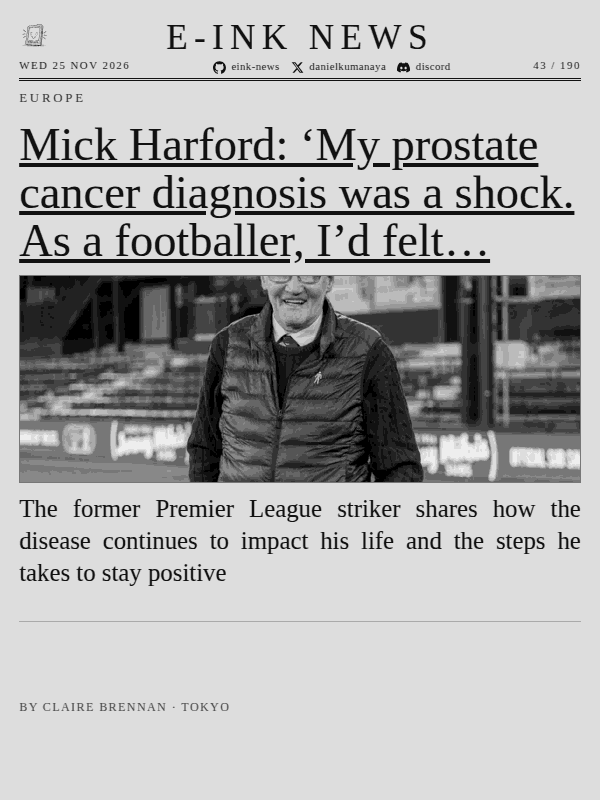 E-INK NEWS
WED 25 NOV 2026
eink-news
danielkumanaya
discord
43 / 190
EUROPE
Mick Harford: ‘My prostate
cancer diagnosis was a shock.
As a footballer, I’d felt…
The former Premier League striker shares how the
disease continues to impact his life and the steps he
takes to stay positive
BY CLAIRE BRENNAN · TOKYO